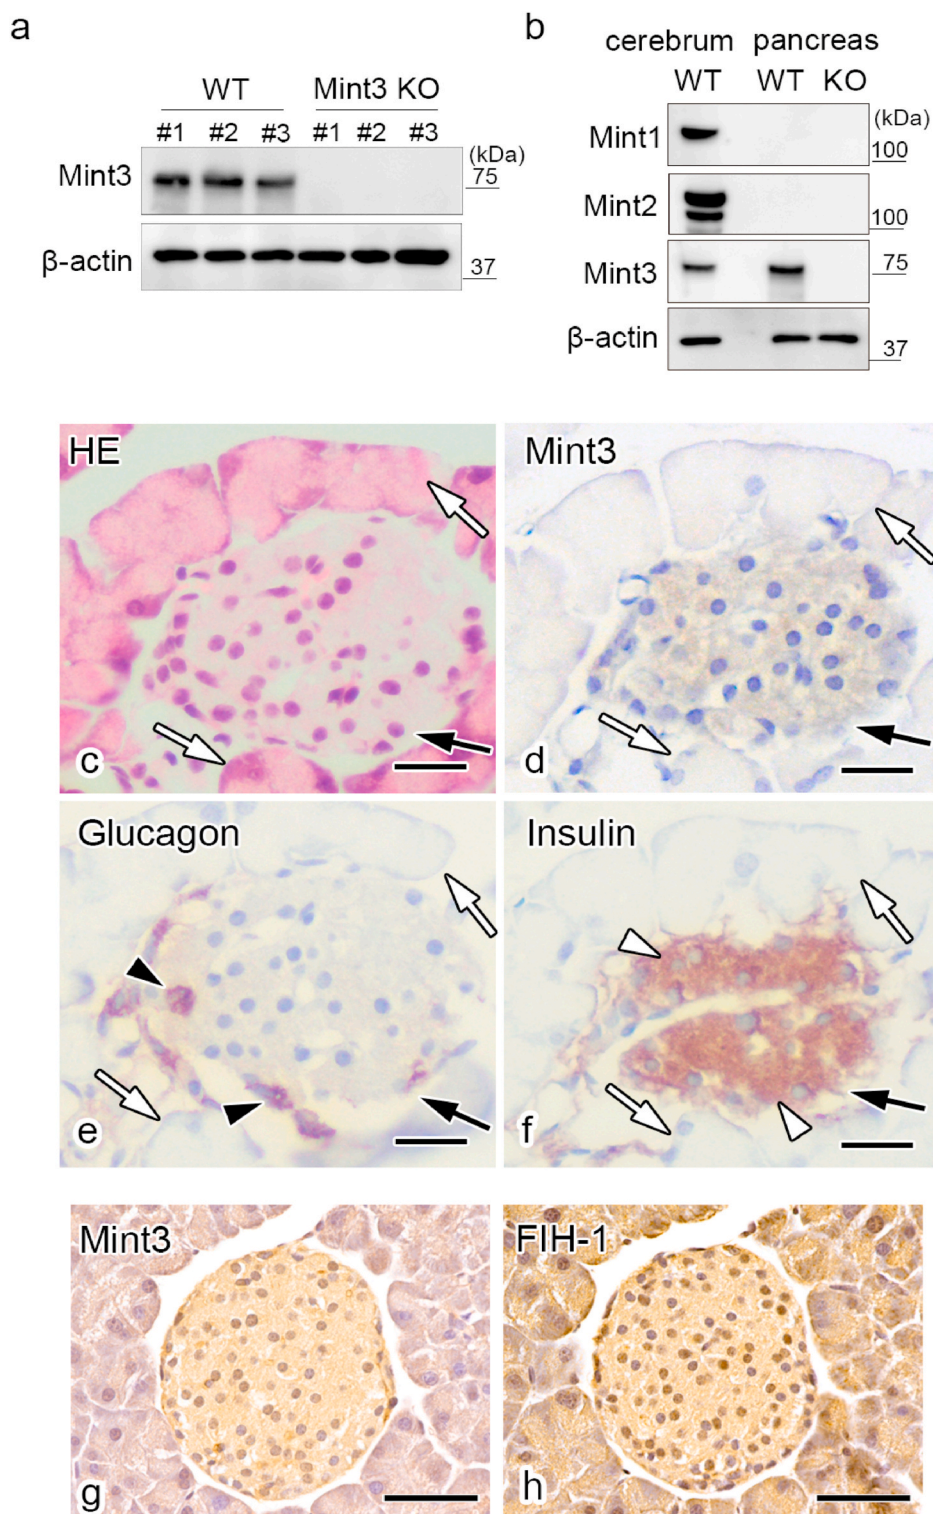 a
WT Mint3 KO
#1 #2 #3 #1 #2 #3
(kDa)
Mint3 75
β-actin
37
b
cerebrum pancreas
WT WT KO
(kDa)
Mint1
100
Mint2
100
Mint3 75
β-actin
37
HE
c
Mint3
d
Glucagon
e
Insulin
f
Mint3
g
FIH-1
h